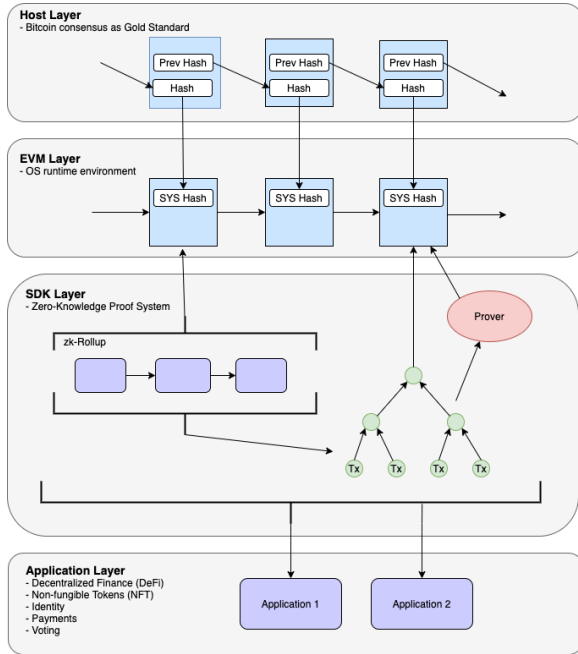 Host Layer
- Bitcoin consensus as Gold Standard
Prev Hash
Prev Hash
Prev Hash
Hash
Hash
Hash
EVM Layer
- OS runtime environment
SYS Hash
SYS Hash
SYS Hash
SDK Layer
- Zero-Knowledge Proof System
Prover
zk-Rollup
Tx
Tx
Tx
Tx
Application Layer
- Decentralized Finance (DeFi)
- Non-fungible Tokens (NFT)
- Identity
- Payments
- Voting
Application 1
Application 2